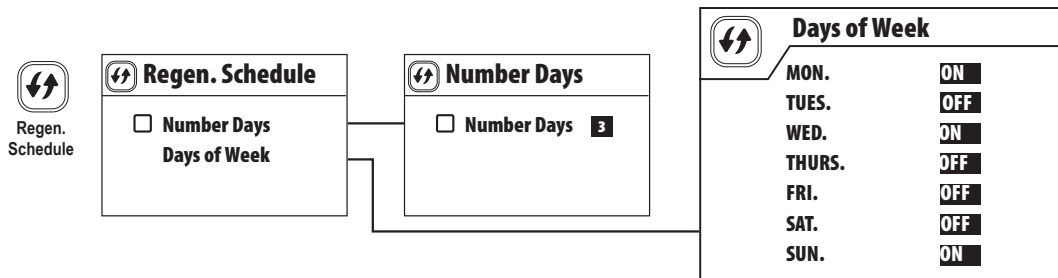 Regen.
Schedule
Regen. Schedule
Number Days
Days of Week
Number Days
Number Days 3
Days of Week
MON. ON
TUES. OFF
WED. ON
THURS. OFF
FRI. OFF
SAT. OFF
SUN. ON